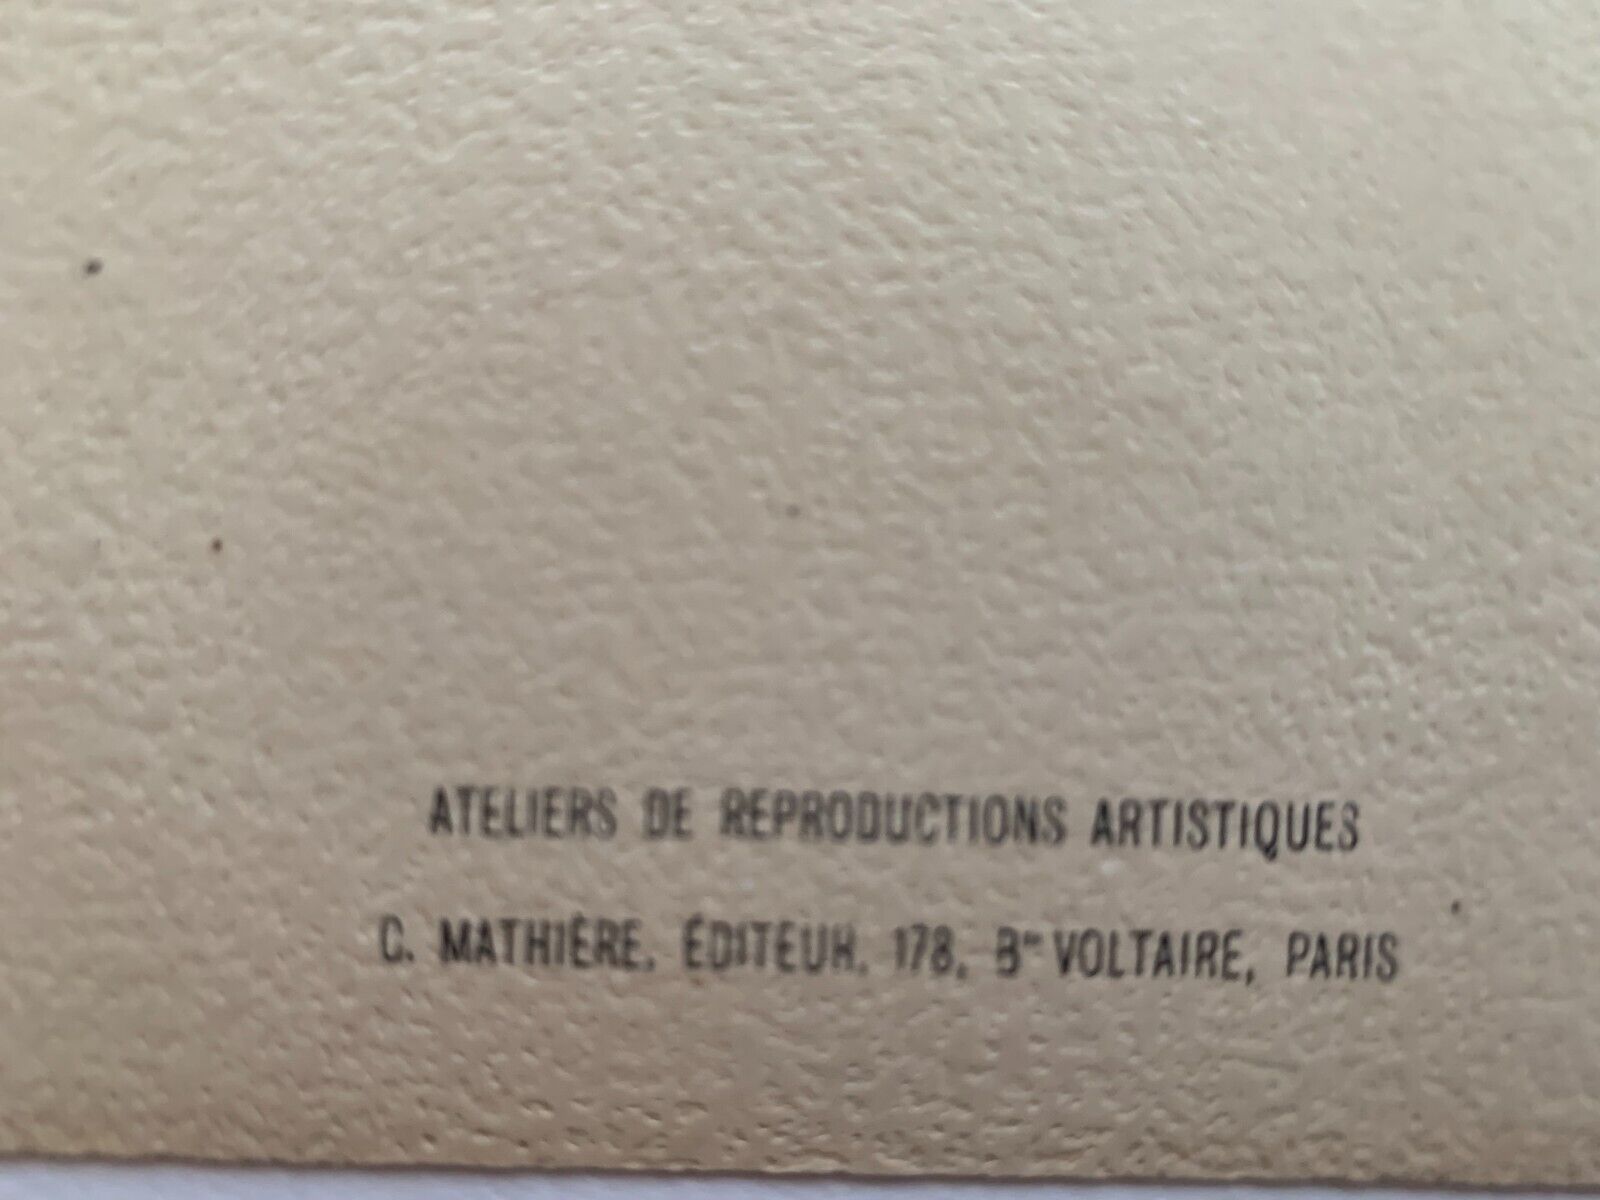 ATELIERS DE REPRODUCTIONS ARTISTIQUES
C. MATHIÈRE, ÉDITEUR, 178, Bᵈ VOLTAIRE, PARIS